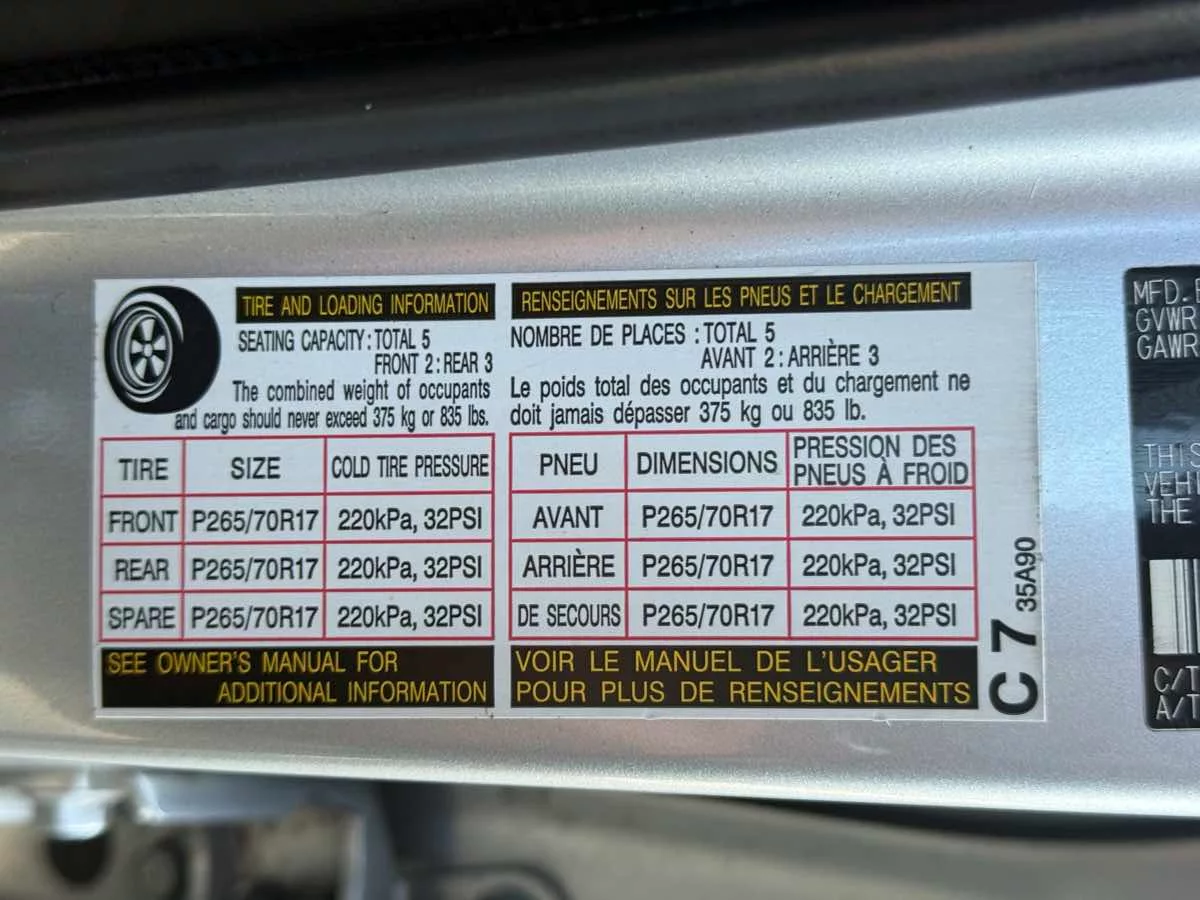 TIRE AND LOADING INFORMATION
SEATING CAPACITY: TOTAL 5
FRONT 2: REAR 3
The combined weight of occupants
and cargo should never exceed 375 kg or 835 lbs.
TIRE SIZE COLD TIRE PRESSURE
FRONT P265/70R17 220kPa, 32PSI
REAR P265/70R17 220kPa, 32PSI
SPARE P265/70R17 220kPa, 32PSI
SEE OWNER'S MANUAL FOR
ADDITIONAL INFORMATION
RENSEIGNEMENTS SUR LES PNEUS ET LE CHARGEMENT
NOMBRE DE PLACES : TOTAL 5
AVANT 2: ARRIÈRE 3
Le poids total des occupants et du chargement ne
doit jamais dépasser 375 kg ou 835 lb.
PNEU DIMENSIONS PRESSION DES
PNEUS À FROID
AVANT P265/70R17 220kPa, 32PSI
ARRIÈRE P265/70R17 220kPa, 32PSI
DE SECOURS P265/70R17 220kPa, 32PSI
VOIR LE MANUEL DE L'USAGER
POUR PLUS DE RENSEIGNEMENTS
C 7 35A90
MFD.
GVWR
GAWR
THIS
THE
C/T
A/T